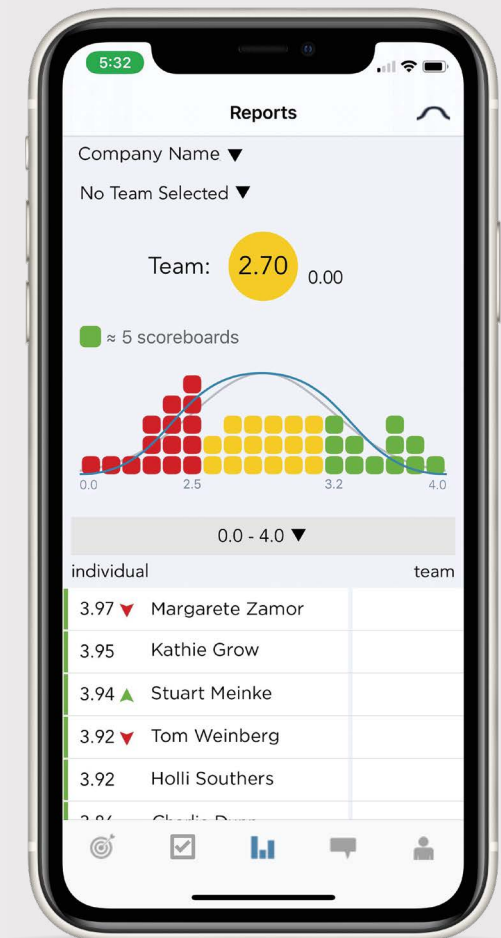 5:32
Reports
Company Name ▼
No Team Selected ▼
Team: 2.70 0.00
≈ 5 scoreboards
0.0 2.5 3.2 4.0
0.0 - 4.0 ▼
individual team
3.97 Margarete Zamor
3.95 Kathie Grow
3.94 Stuart Meinke
3.92 Tom Weinberg
3.92 Holli Southers